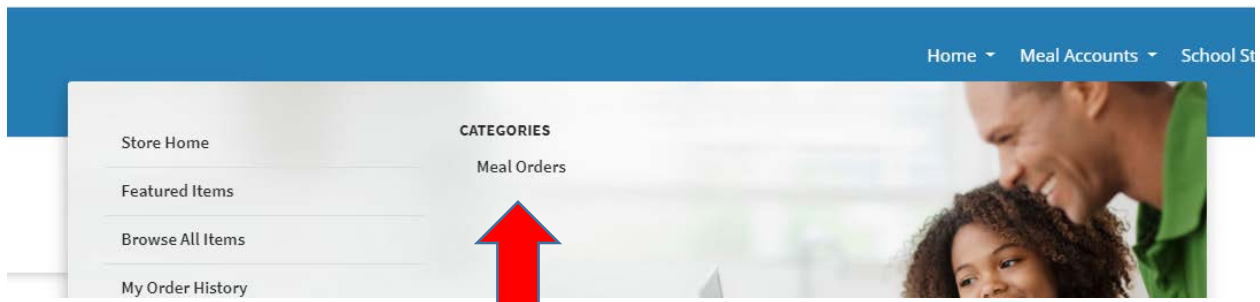 Home Meal Accounts School St
Store Home
Featured Items
Browse All Items
My Order History
CATEGORIES
Meal Orders